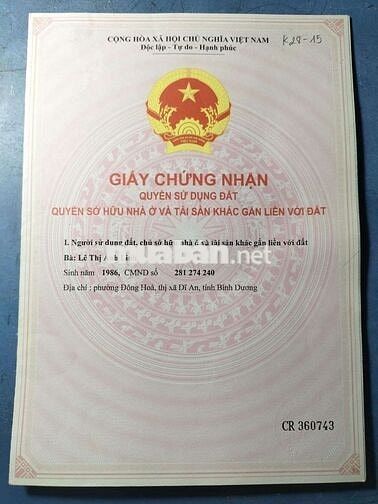 CỘNG HÒA XÃ HỘI CHỦ NGHĨA VIỆT NAM
Độc lập - Tự do - Hạnh phúc
K28-15
GIẤY CHỨNG NHẬN
QUYỀN SỬ DỤNG ĐẤT
QUYỀN SỞ HỮU NHÀ Ở VÀ TÀI SẢN KHÁC GẮN LIỀN VỚI ĐẤT
I. Người sử dụng đất, chủ sở hữu nhà ở và tài sản khác gắn liền với đất
Bà: Lê Thị
Sinh năm 1986, CMND số 281 274 240
Địa chỉ : phường Đông Hoà, thị xã Dĩ An, tỉnh Bình Dương
CR 360743